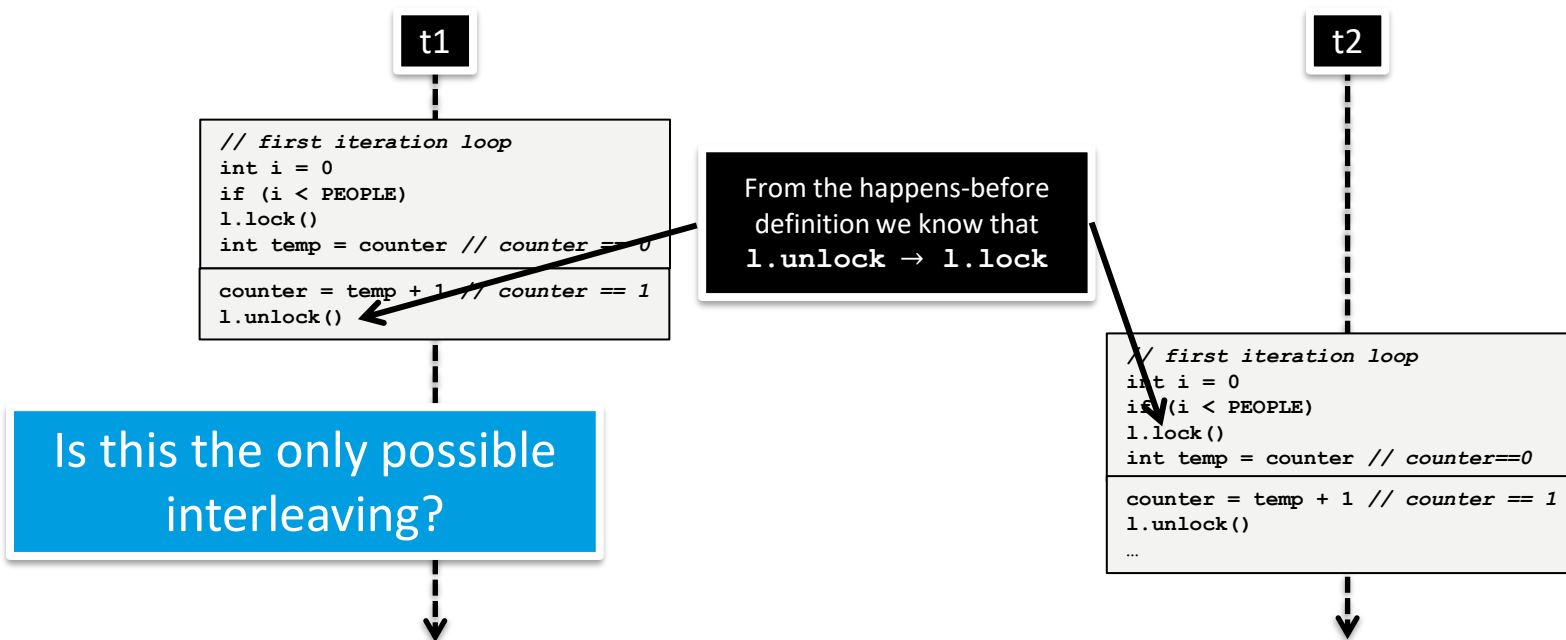 t1
t2
// first iteration loop
int i = 0
if (i < PEOPLE)
l.lock()
int temp = counter // counter == 0
counter = temp + 1 // counter == 1
l.unlock()
From the happens-before
definition we know that
l.unlock → l.lock
Is this the only possible
interleaving?
// first iteration loop
int i = 0
if (i < PEOPLE)
l.lock()
int temp = counter // counter==0
counter = temp + 1 // counter == 1
l.unlock()
…